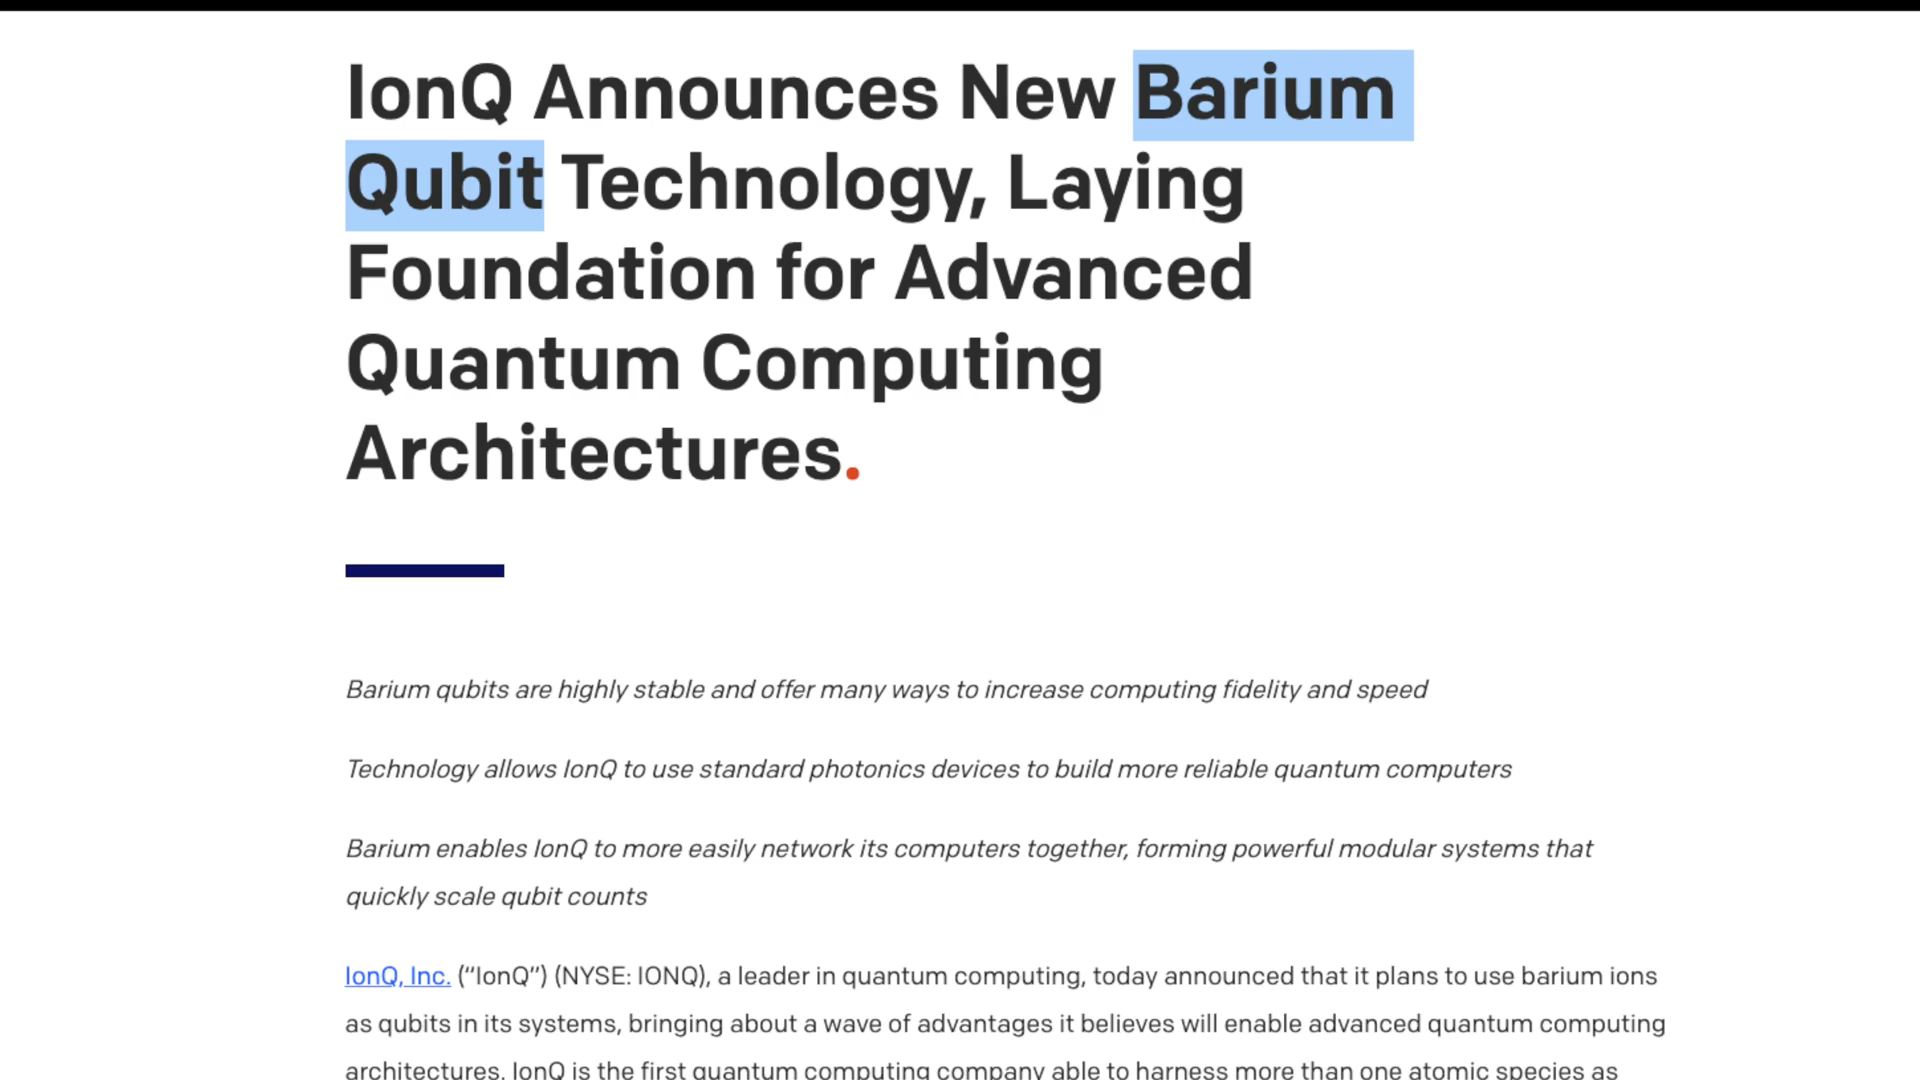 IonQ Announces New Barium
Qubit Technology, Laying
Foundation for Advanced
Quantum Computing
Architectures.
Barium qubits are highly stable and offer many ways to increase computing fidelity and speed
Technology allows IonQ to use standard photonics devices to build more reliable quantum computers
Barium enables IonQ to more easily network its computers together, forming powerful modular systems that
quickly scale qubit counts
IonQ, Inc. (“IonQ”) (NYSE: IONQ), a leader in quantum computing, today announced that it plans to use barium ions
as qubits in its systems, bringing about a wave of advantages it believes will enable advanced quantum computing
architectures. IonQ is the first quantum computing company able to harness more than one atomic species as